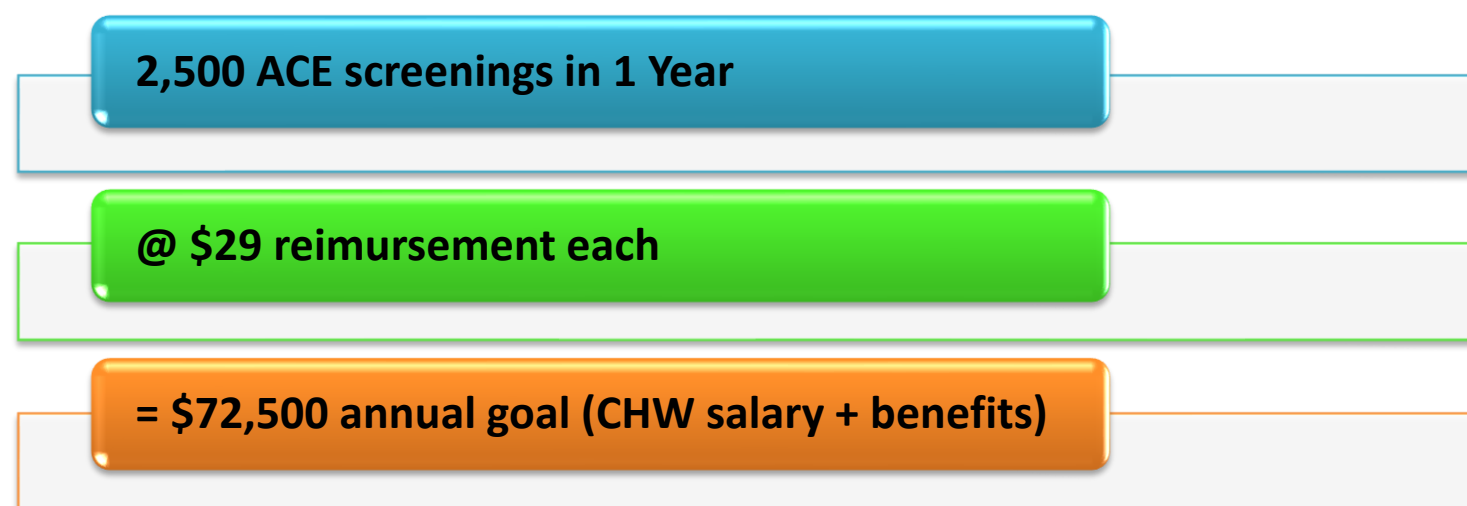 2,500 ACE screenings in 1 Year
@ $29 reimursement each
= $72,500 annual goal (CHW salary + benefits)